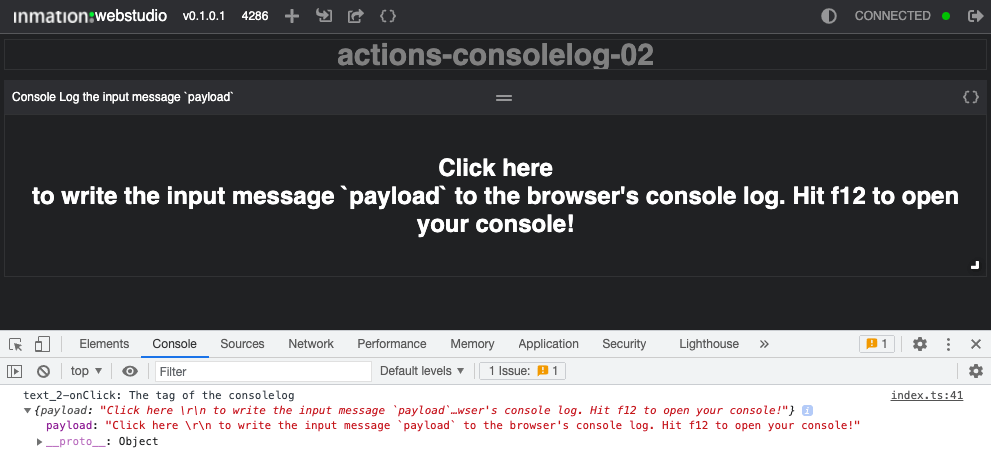 inmation:webstudio v0.1.0.1 4286 CONNECTED
actions-consolelog-02
Console Log the input message `payload`
Click here
to write the input message `payload` to the browser's console log. Hit f12 to open
your console!
Elements Console Sources Network Performance Memory Application Security Lighthouse » 1
top ▼ Filter Default levels ▼ 1 Issue: 1
text_2-onClick: The tag of the consolelog index.ts:41
▼{payload: "Click here \r\n to write the input message `payload`…wser's console log. Hit f12 to open your console!"} i
payload: "Click here \r\n to write the input message `payload` to the browser's console log. Hit f12 to open your console!"
▶__proto__: Object